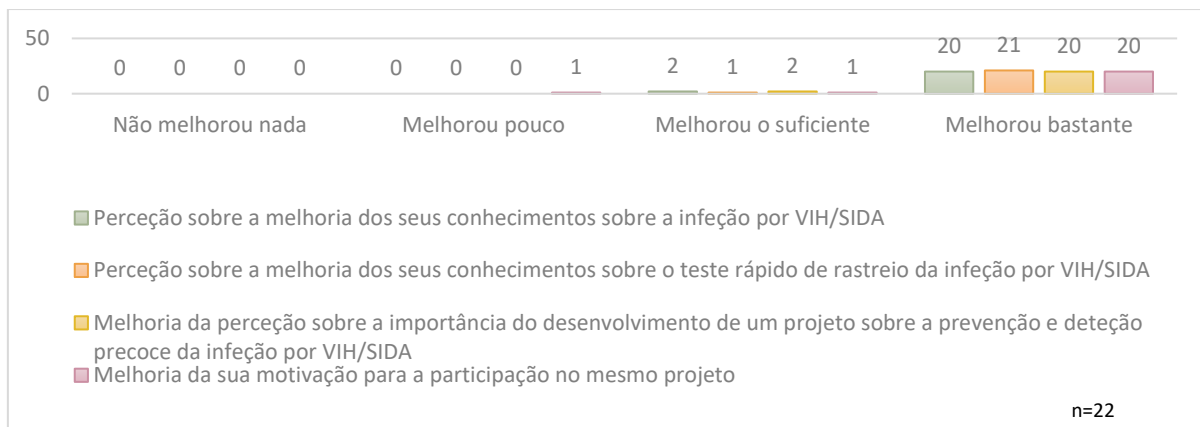 50
20 21 20 20
0 0 0 0 0 0 0 1 2 1 2 1
0
Não melhorou nada Melhorou pouco Melhorou o suficiente Melhorou bastante
Perceção sobre a melhoria dos seus conhecimentos sobre a infeção por VIH/SIDA
Perceção sobre a melhoria dos seus conhecimentos sobre o teste rápido de rastreio da infeção por VIH/SIDA
Melhoria da perceção sobre a importância do desenvolvimento de um projeto sobre a prevenção e deteção
precoce da infeção por VIH/SIDA
Melhoria da sua motivação para a participação no mesmo projeto
n=22